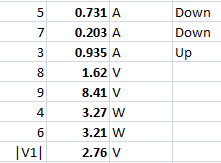 5 0.731 A Down
7 0.203 A Down
3 0.935 A Up
8 1.62 V
9 8.41 V
4 3.27 W
6 3.21 W
|V1| 2.76 V